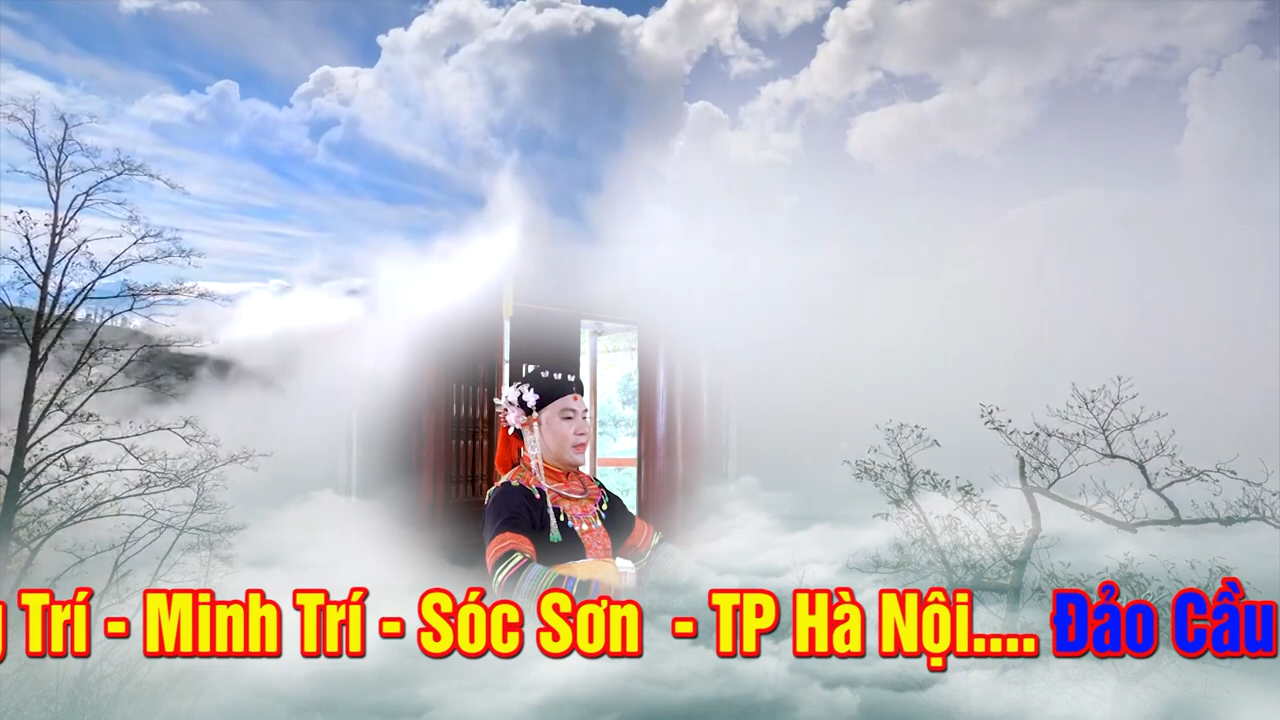 Trí - Minh Trí - Sóc Sơn - TP Hà Nội.... Đảo Cầu